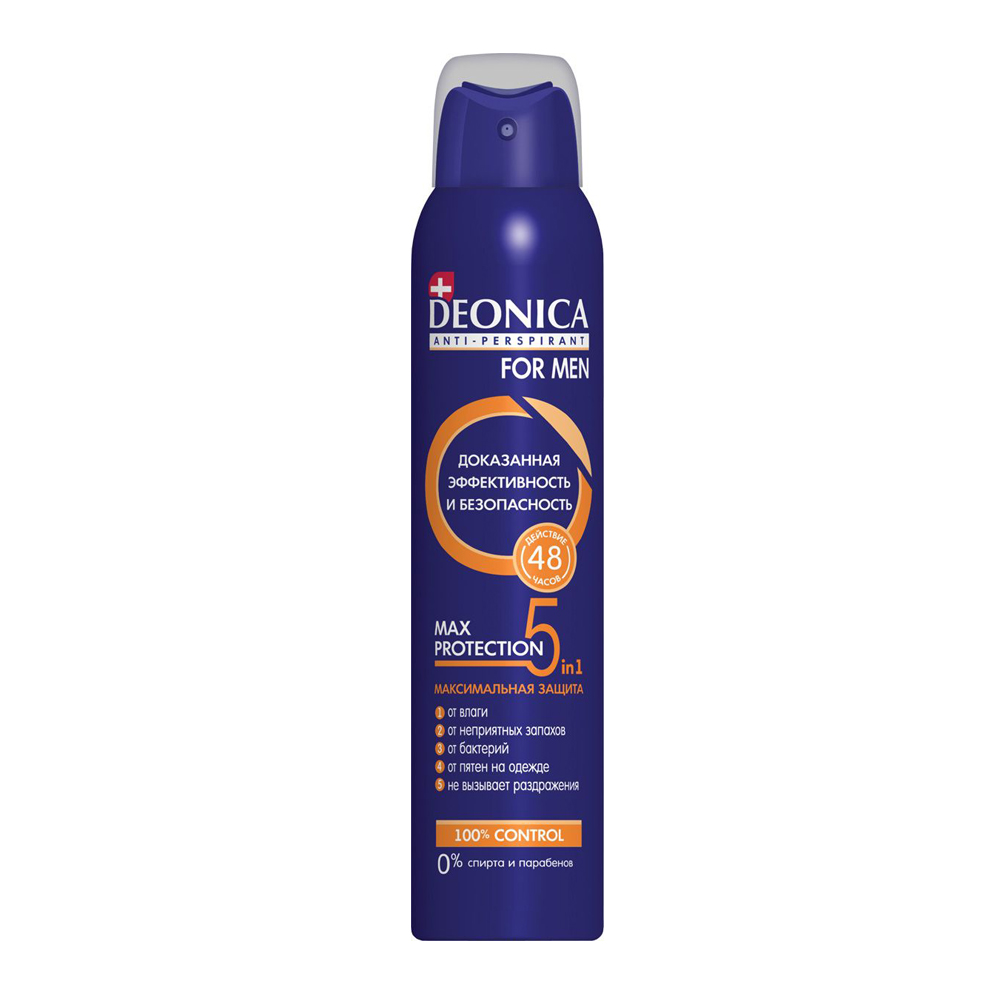 DEONICA
ANTI-PERSPIRANT
FOR MEN
ДОКАЗАННАЯ
ЭФФЕКТИВНОСТЬ
И БЕЗОПАСНОСТЬ
ДЕЙСТВИЕ
48
ЧАСОВ
MAX
PROTECTION 5 in1
МАКСИМАЛЬНАЯ ЗАЩИТА
1 от влаги
2 от неприятных запахов
3 от бактерий
4 от пятен на одежде
5 не вызывает раздражения
100% CONTROL
0% спирта и парабенов